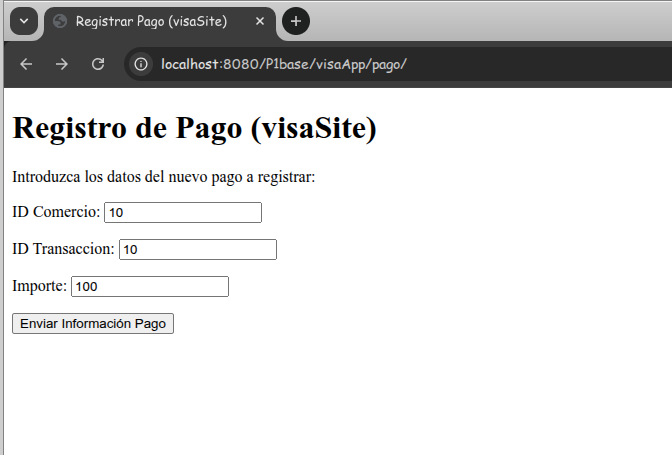 Registrar Pago (visaSite)
localhost:8080/P1base/visaApp/pago/
Registro de Pago (visaSite)
Introduzca los datos del nuevo pago a registrar:
ID Comercio: 10
ID Transaccion: 10
Importe: 100
Enviar Información Pago